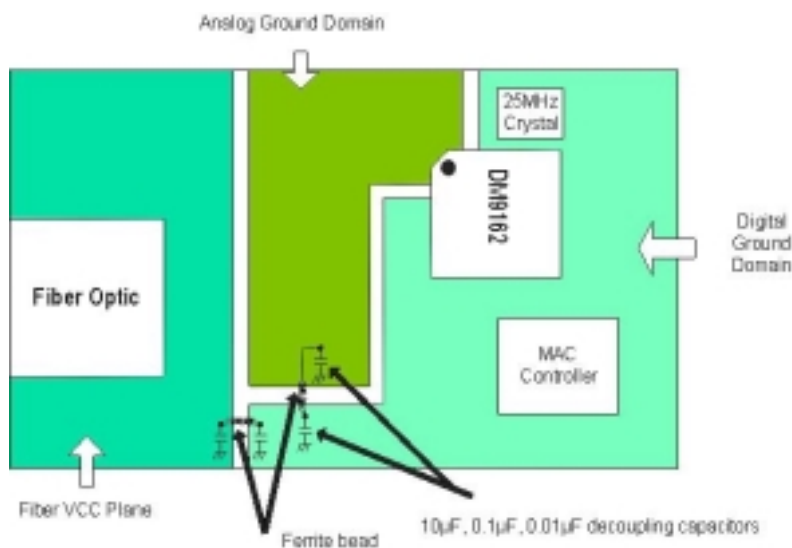 Analog Ground Domain
25MHz
Crystal
DM9162
Digital
Ground
Domain
Fiber Optic
MAC
Controller
Fiber VCC Plane
Ferrite bead
10µF, 0.1µF, 0.01µF decoupling capacitors